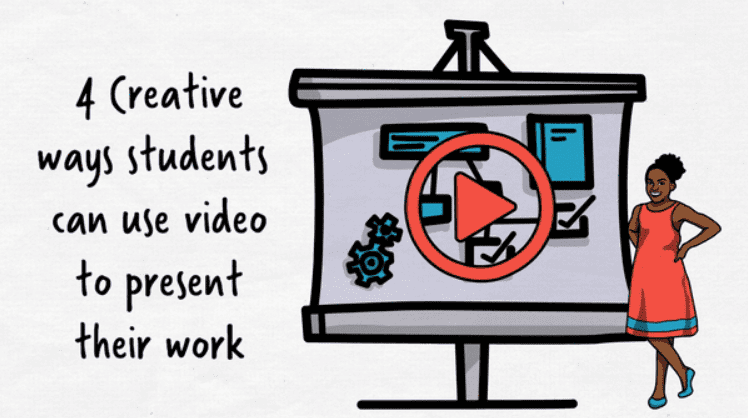 4 Creative
ways students
can use video
to present
their work